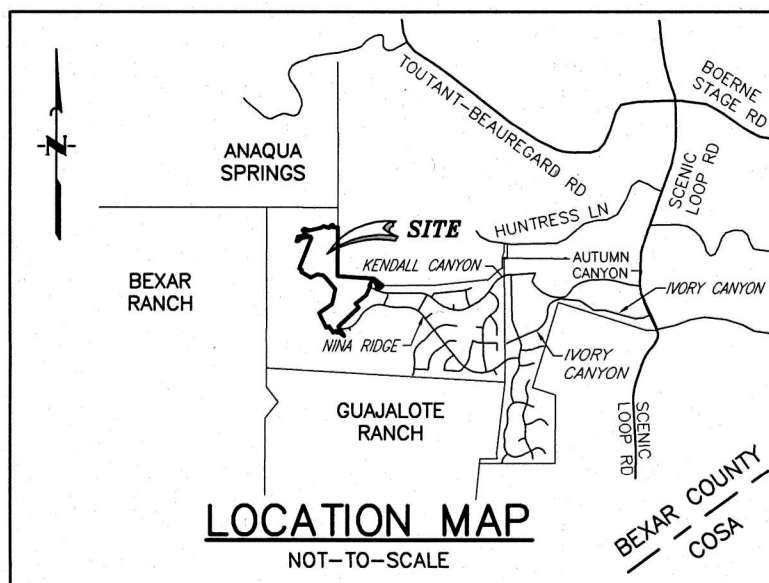 BOERNE
STAGE RD
TOUTANT-BEAUREGARD RD
N
ANAQUA
SPRINGS
SCENIC
LOOP RD
HUNTRESS LN
SITE
KENDALL CANYON
AUTUMN
CANYON
BEXAR
RANCH
IVORY CANYON
NINA RIDGE
IVORY
CANYON
GUAJALOTE
RANCH
SCENIC
LOOP RD
BEXAR COUNTY
COSA
LOCATION MAP
NOT-TO-SCALE